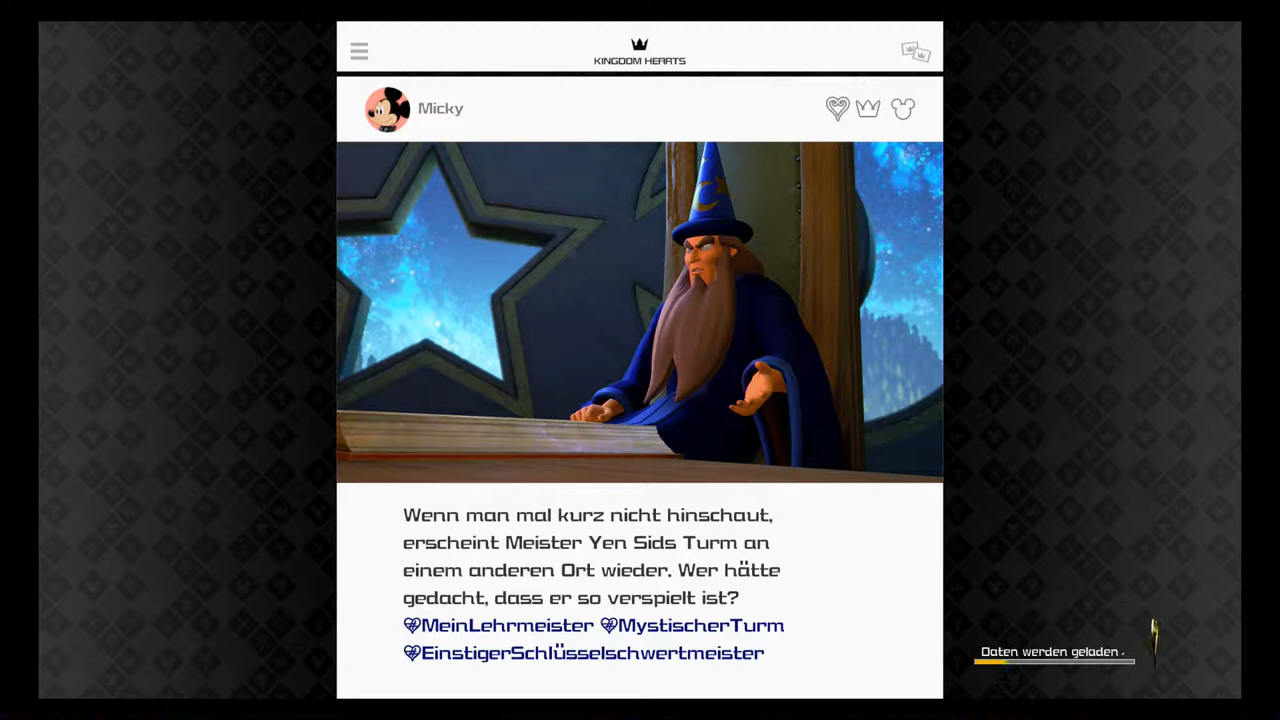 KINGDOM HEARTS
Micky
Wenn man mal kurz nicht hinschaut,
erscheint Meister Yen Sids Turm an
einem anderen Ort wieder. Wer hätte
gedacht, dass er so verspielt ist?
MeinLehrmeister MystischerTurm
EinstigerSchlüsselschwertmeister
Daten werden geladen .